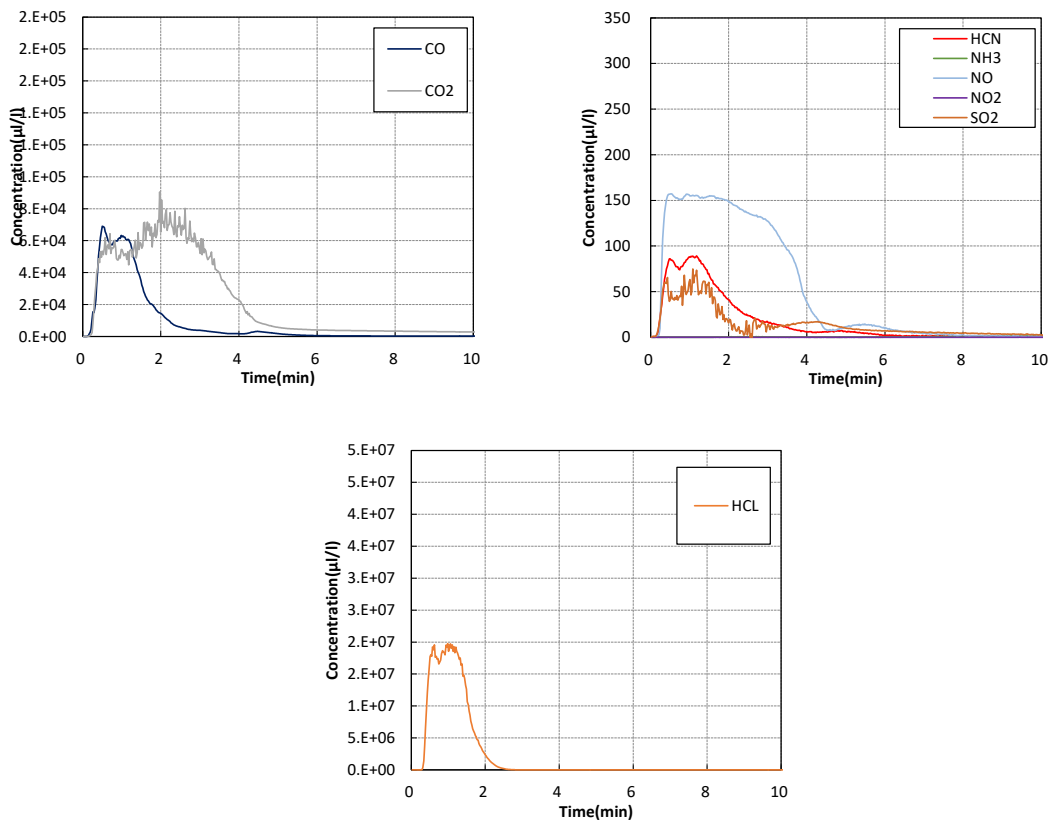 2.E+05
2.E+05
2.E+05
1.E+05
1.E+05
1.E+05
8.E+04
6.E+04
4.E+04
2.E+04
0.E+00
Concentration(µl/l)
0 2 4 6 8 10
Time(min)
CO
CO2
350
300
250
200
150
100
50
0
Concentration(µl/l)
0 2 4 6 8 10
Time(min)
HCN
NH3
NO
NO2
SO2
5.E+07
5.E+07
4.E+07
4.E+07
3.E+07
3.E+07
2.E+07
2.E+07
1.E+07
5.E+06
0.E+00
Concentration(µl/l)
0 2 4 6 8 10
Time(min)
HCL